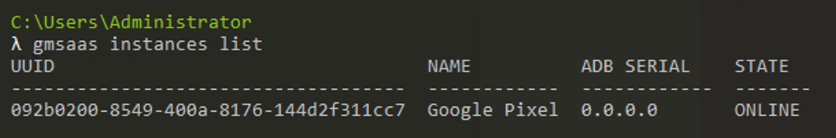 C:\Users\Administrator
λ gmsaas instances list
UUID                                  NAME          ADB SERIAL    STATE
------------------------------------  ------------  ------------  -------
092b0200-8549-400a-8176-144d2f311cc7  Google Pixel  0.0.0.0       ONLINE